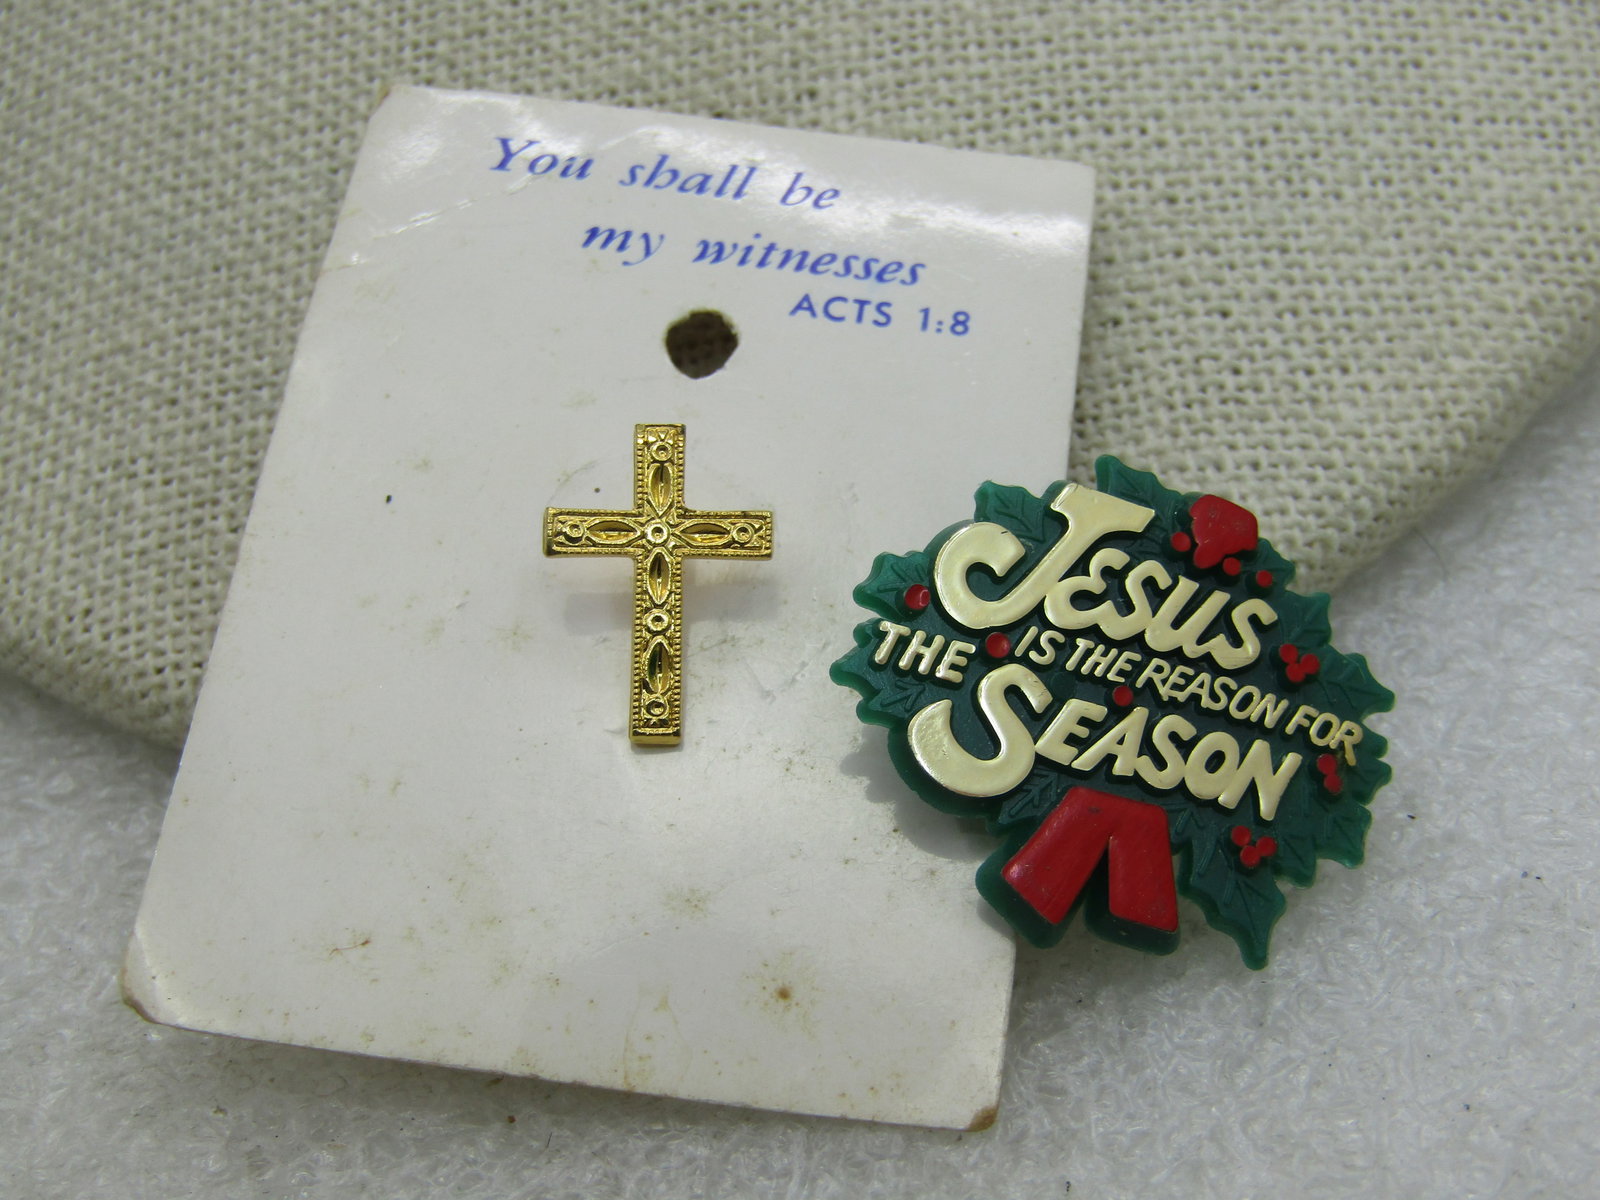 You shall be
my witnesses
ACTS 1:8
JESUS
IS THE REASON FOR
THE SEASON